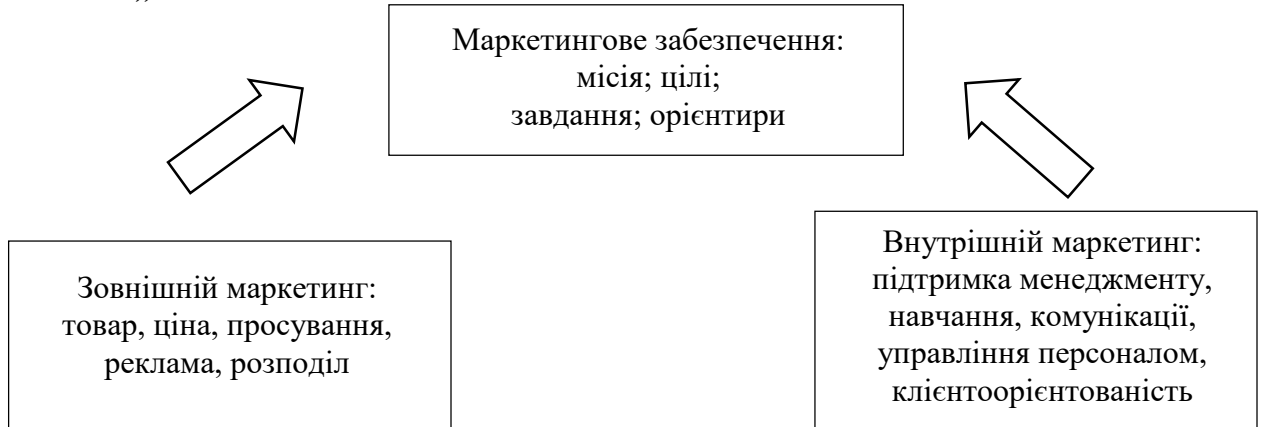 Маркетингове забезпечення:
місія; цілі;
завдання; орієнтири
Зовнішній маркетинг:
товар, ціна, просування,
реклама, розподіл
Внутрішній маркетинг:
підтримка менеджменту,
навчання, комунікації,
управління персоналом,
клієнтоорієнтованість